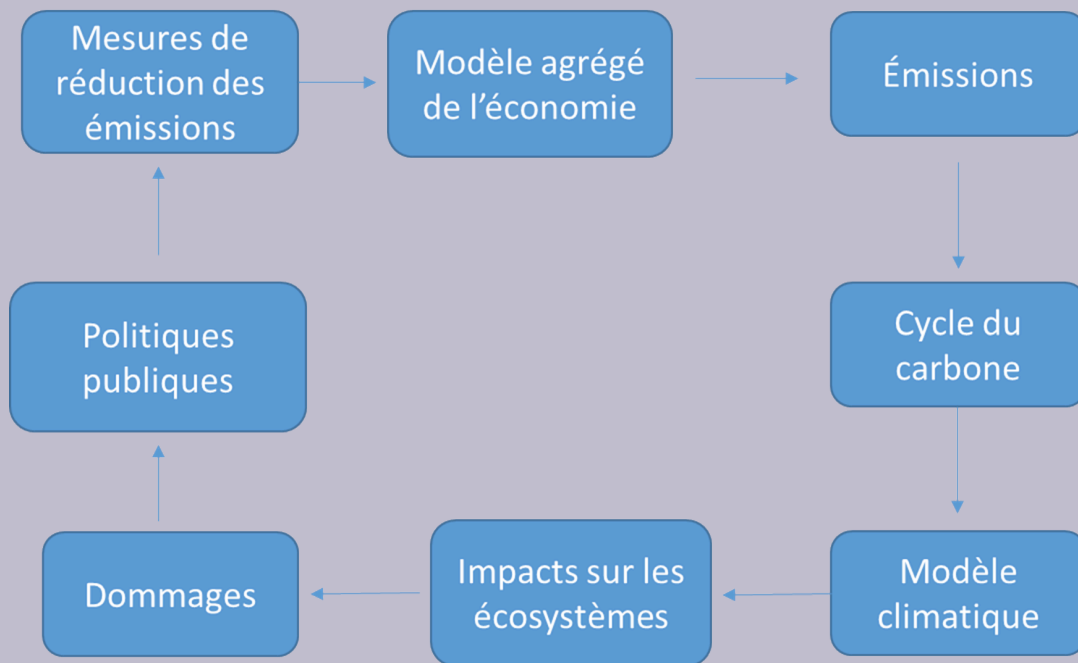 Mesures de
réduction des
émissions
Modèle agrégé
de l’économie
Émissions
Politiques
publiques
Cycle du
carbone
Dommages
Impacts sur les
écosystèmes
Modèle
climatique